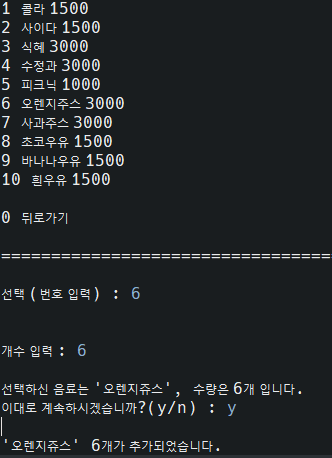 1 콜라 1500
2 사이다 1500
3 식혜 3000
4 수정과 3000
5 피크닉 1000
6 오렌지주스 3000
7 사과주스 3000
8 초코우유 1500
9 바나나우유 1500
10 흰우유 1500
0 뒤로가기
=================================
선택 (번호 입력) : 6
개수 입력 : 6
선택하신 음료는 '오렌지쥬스', 수량은 6개 입니다.
이대로 계속하시겠습니까?(y/n) : y
'오렌지쥬스' 6개가 추가되었습니다.